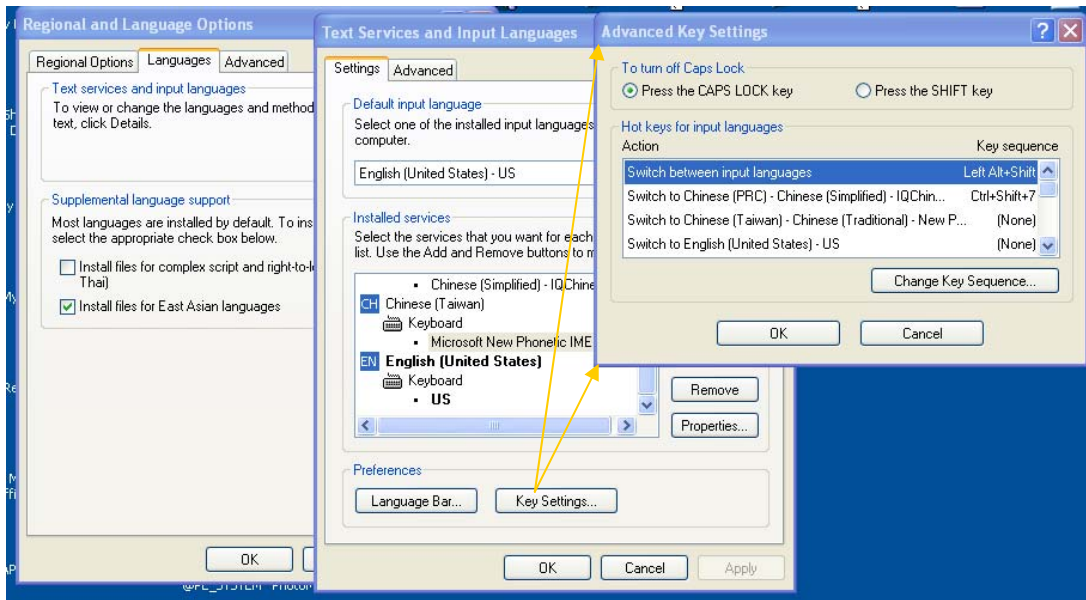 Regional and Language Options
Regional Options Languages Advanced
Text services and input languages
To view or change the languages and method
text, click Details.
Supplemental language support
Most languages are installed by default. To ins
select the appropriate check box below.
Install files for complex script and right-to-l
Thai)
Install files for East Asian languages
OK
Text Services and Input Languages
Settings Advanced
Default input language
Select one of the installed input languages
computer.
English (United States) - US
Installed services
Select the services that you want for each
list. Use the Add and Remove buttons to m
• Chinese (Simplified) - IQChine
CH Chinese (Taiwan)
Keyboard
• Microsoft New Phonetic IME
EN English (United States)
Keyboard
• US
Remove
Properties...
Preferences
Language Bar... Key Settings...
OK Cancel Apply
Advanced Key Settings
To turn off Caps Lock
Press the CAPS LOCK key Press the SHIFT key
Hot keys for input languages
Action Key sequence
Switch between input languages Left Alt+Shift
Switch to Chinese (PRC) - Chinese (Simplified) - IQChin... Ctrl+Shift+7
Switch to Chinese (Taiwan) - Chinese (Traditional) - New P... (None)
Switch to English (United States) - US (None)
Change Key Sequence...
OK Cancel